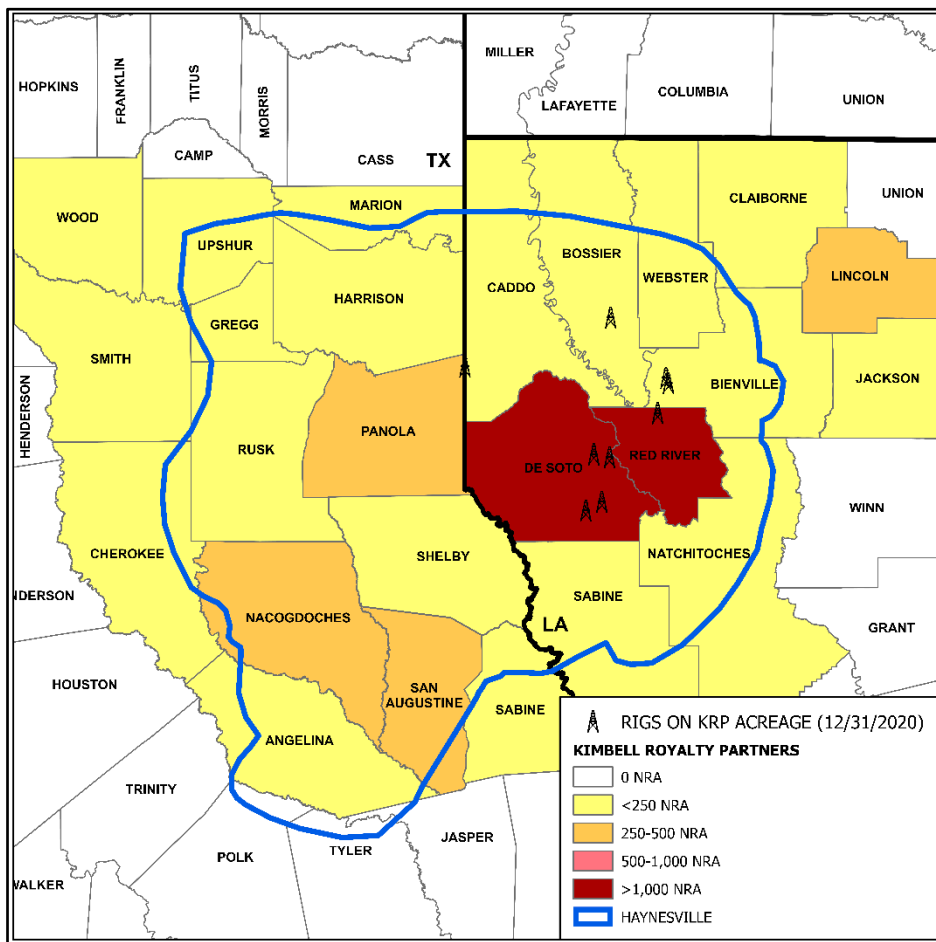 MILLER
HOPKINS
FRANKLIN
TITUS
MORRIS
LAFAYETTE
COLUMBIA
UNION
CAMP
CASS
TX
WOOD
MARION
CLAIBORNE
UNION
UPSHUR
BOSSIER
WEBSTER
LINCOLN
HARRISON
CADDO
GREGG
SMITH
BIENVILLE
JACKSON
HENDERSON
PANOLA
RUSK
DE SOTO
RED RIVER
WINN
CHEROKEE
SHELBY
NATCHITOCHES
NDERSON
SABINE
NACOGDOCHES
LA
GRANT
HOUSTON
SAN
AUGUSTINE
SABINE
ANGELINA
TRINITY
JASPER
POLK
TYLER
WALKER
RIGS ON KRP ACREAGE (12/31/2020)
KIMBELL ROYALTY PARTNERS
0 NRA
<250 NRA
250-500 NRA
500-1,000 NRA
>1,000 NRA
HAYNESVILLE